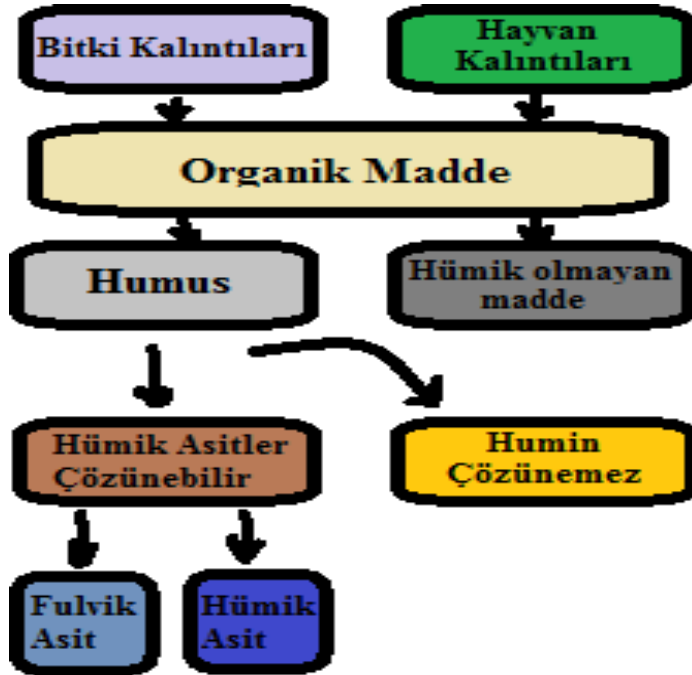 Bitki Kalıntıları
Hayvan
Kalıntıları
Organik Madde
Humus
Hümik olmayan
madde
Hümik Asitler
Çözünebilir
Humin
Çözünemez
Fulvik
Asit
Hümik
Asit